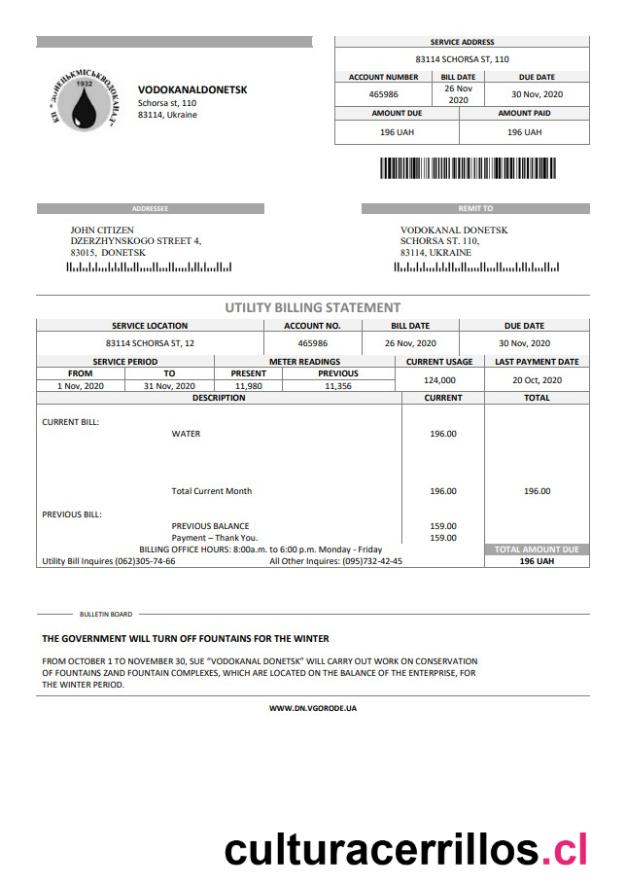 SERVICE ADDRESS
83114 SCHORSA ST, 110
ACCOUNT NUMBER BILL DATE DUE DATE
465986 26 Nov 2020 30 Nov, 2020
AMOUNT DUE AMOUNT PAID
196 UAH 196 UAH
1932
VODOKANALDONETSK
Schorsa st, 110
83114, Ukraine
ADDRESSEE
JOHN CITIZEN
DZERZHYNSKOGO STREET 4,
83015, DONETSK
REMIT TO
VODOKANAL DONETSK
SCHORSA ST. 110,
83114, UKRAINE
UTILITY BILLING STATEMENT
SERVICE LOCATION ACCOUNT NO. BILL DATE DUE DATE
83114 SCHORSA ST, 12 465986 26 Nov, 2020 30 Nov, 2020
SERVICE PERIOD METER READINGS CURRENT USAGE LAST PAYMENT DATE
FROM TO PRESENT PREVIOUS
1 Nov, 2020 31 Nov, 2020 11,980 11,356 124,000 20 Oct, 2020
DESCRIPTION CURRENT TOTAL
CURRENT BILL:
WATER 196.00
Total Current Month 196.00 196.00
PREVIOUS BILL:
PREVIOUS BALANCE 159.00
Payment – Thank You. 159.00
BILLING OFFICE HOURS: 8:00a.m. to 6:00 p.m. Monday - Friday TOTAL AMOUNT DUE
Utility Bill Inquires (062)305-74-66 All Other Inquires: (095)732-42-45 196 UAH
BULLETIN BOARD
THE GOVERNMENT WILL TURN OFF FOUNTAINS FOR THE WINTER
FROM OCTOBER 1 TO NOVEMBER 30, SUE “VODOKANAL DONETSK” WILL CARRY OUT WORK ON CONSERVATION
OF FOUNTAINS ZAND FOUNTAIN COMPLEXES, WHICH ARE LOCATED ON THE BALANCE OF THE ENTERPRISE, FOR
THE WINTER PERIOD.
WWW.DN.VGORODE.UA
culturacerrillos.cl